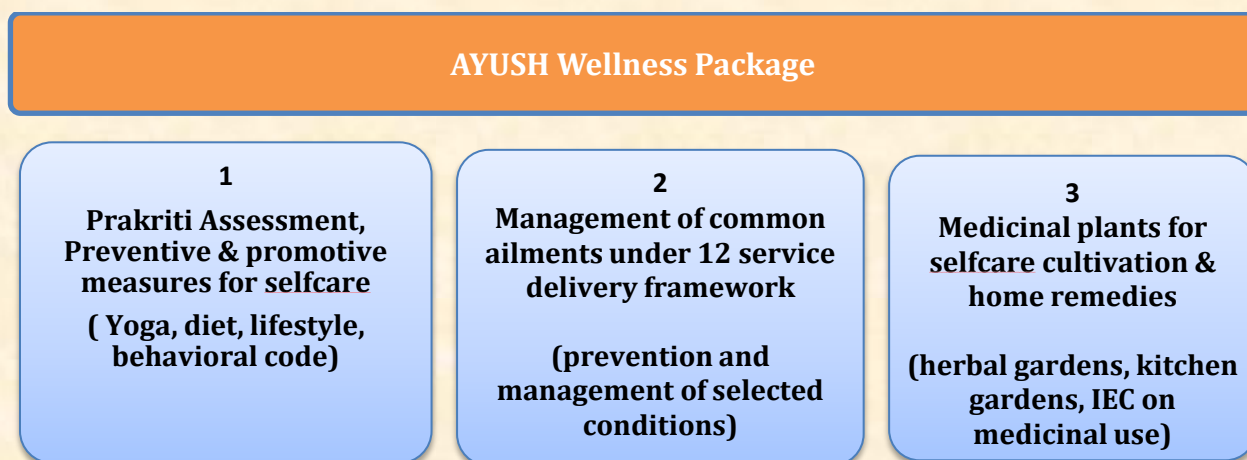 AYUSH Wellness Package
1
Prakriti Assessment,
Preventive & promotive
measures for selfcare
( Yoga, diet, lifestyle,
behavioral code)
2
Management of common
ailments under 12 service
delivery framework
(prevention and
management of selected
conditions)
3
Medicinal plants for
selfcare cultivation &
home remedies
(herbal gardens, kitchen
gardens, IEC on
medicinal use)